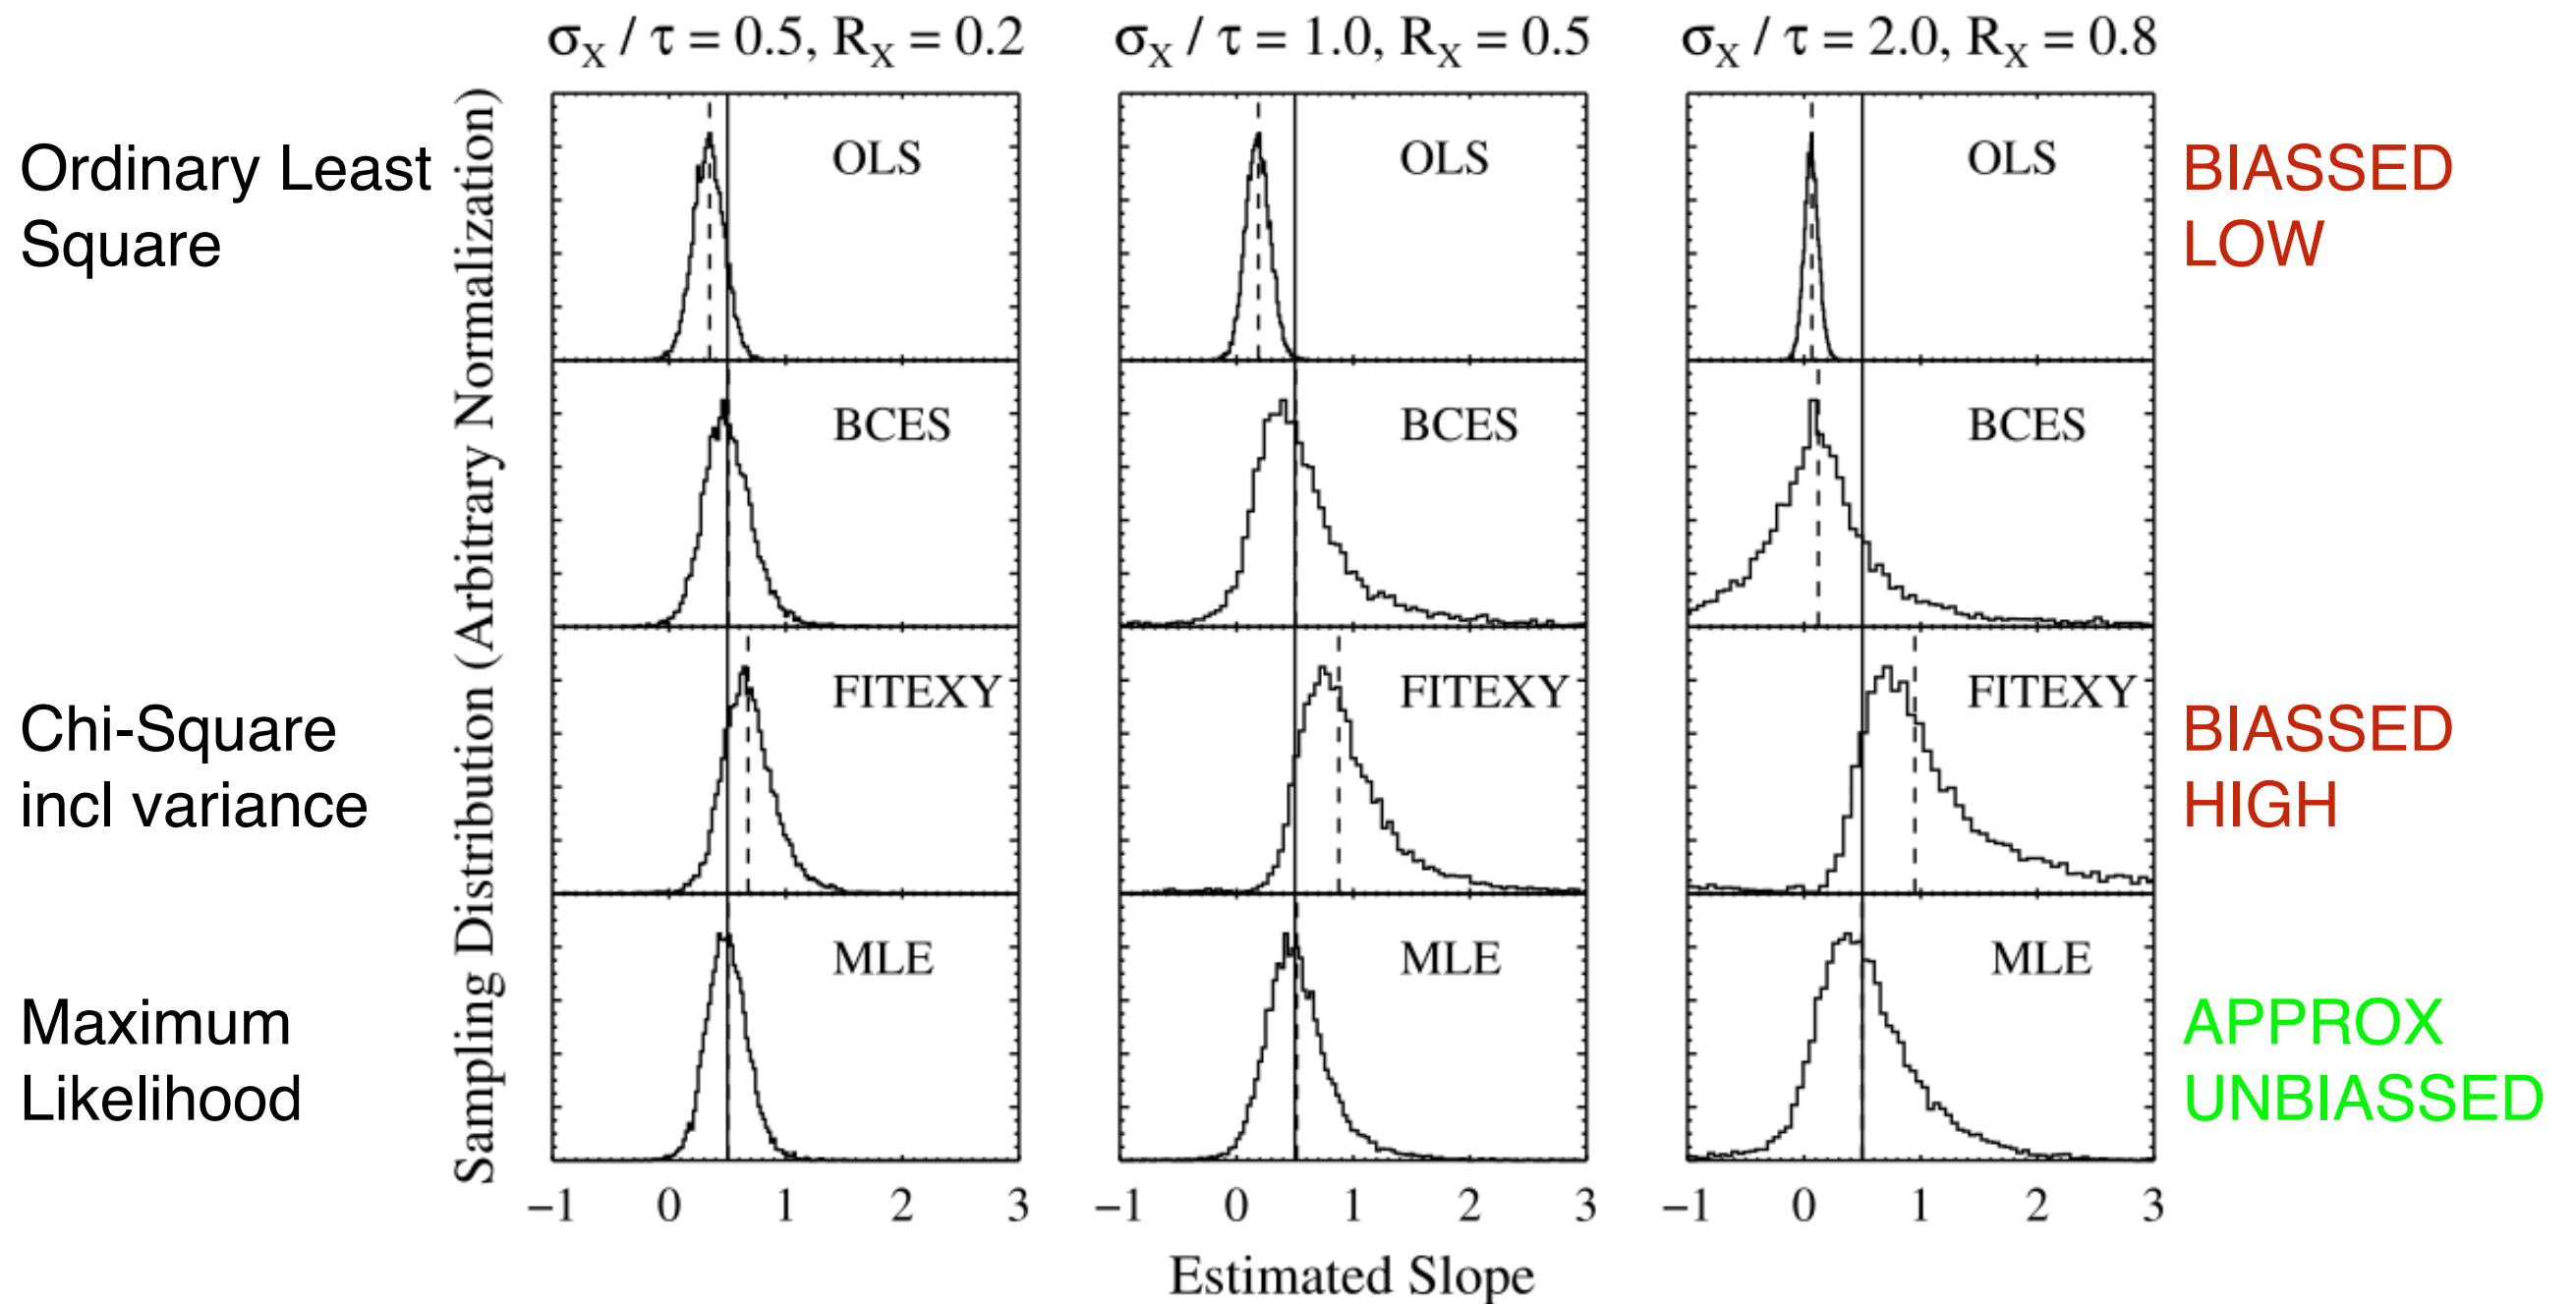 σX / τ = 0.5, RX = 0.2
σX / τ = 1.0, RX = 0.5
σX / τ = 2.0, RX = 0.8
Sampling Distribution (Arbitrary Normalization)
Ordinary Least
Square
OLS
OLS
OLS
BIASSED
LOW
BCES
BCES
BCES
Chi-Square
incl variance
FITEXY
FITEXY
FITEXY
BIASSED
HIGH
Maximum
Likelihood
MLE
MLE
MLE
APPROX
UNBIASSED
−1 0 1 2 3
−1 0 1 2 3
−1 0 1 2 3
Estimated Slope